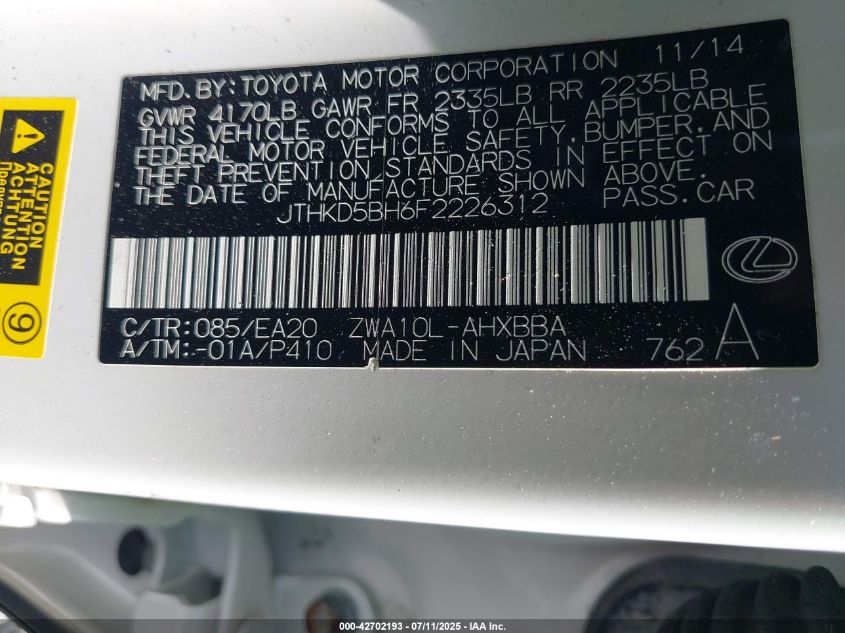 MFD. BY: TOYOTA MOTOR CORPORATION 11/14
GVWR 4170LB GAWR FR 2335LB RR 2235LB
THIS VEHICLE CONFORMS TO ALL APPLICABLE
FEDERAL MOTOR VEHICLE SAFETY, BUMPER, AND
THEFT PREVENTION STANDARDS IN EFFECT ON
THE DATE OF MANUFACTURE SHOWN ABOVE.
JTHKD5BH6F2226312 PASS. CAR
C/TR: 085/EA20 ZWA10L-AHXBBA
A/TM: -01A/P410 MADE IN JAPAN 762 A
CAUTION
ATTENTION
ACTHUNG
9
000-42702193 - 07/11/2025 - IAA Inc.